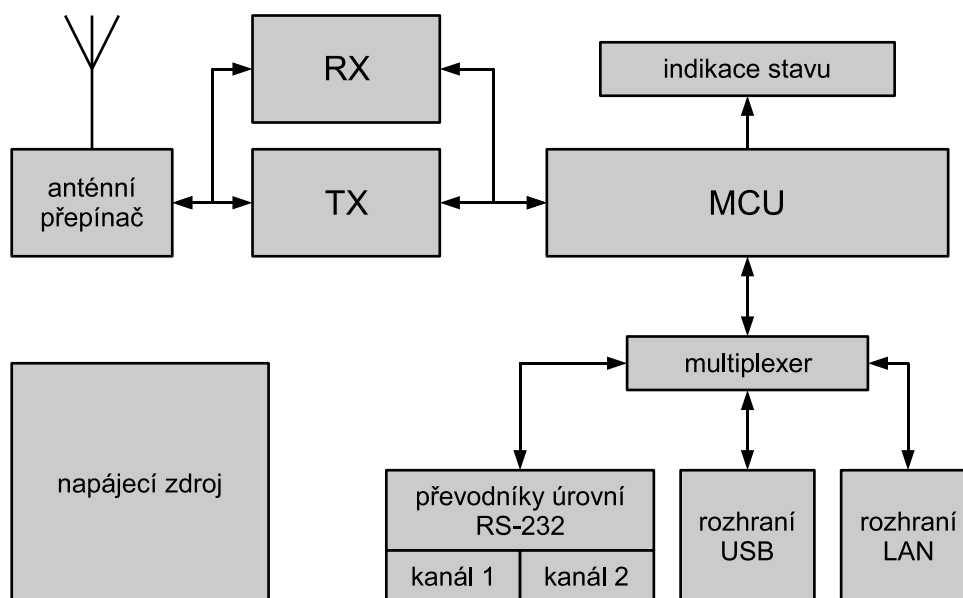 RX
indikace stavu
anténní
přepínač
TX
MCU
multiplexer
napájecí zdroj
převodníky úrovní
RS-232
kanál 1
kanál 2
rozhraní
USB
rozhraní
LAN